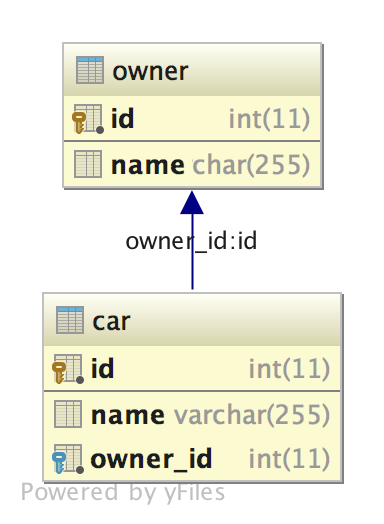 owner
id int(11)
name char(255)
owner_id:id
car
id int(11)
name varchar(255)
owner_id int(11)
Powered by yFiles